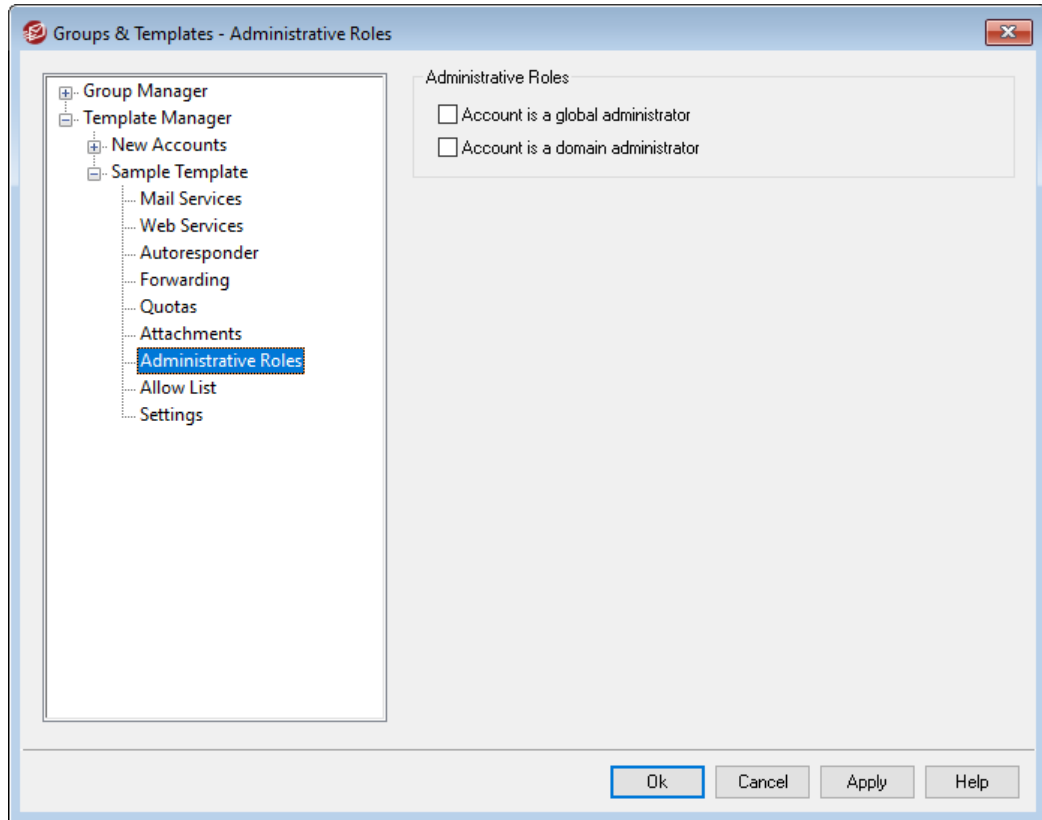 Groups & Templates - Administrative Roles
Group Manager
Template Manager
New Accounts
Sample Template
Mail Services
Web Services
Autoresponder
Forwarding
Quotas
Attachments
Administrative Roles
Allow List
Settings
Administrative Roles
Account is a global administrator
Account is a domain administrator
Ok Cancel Apply Help